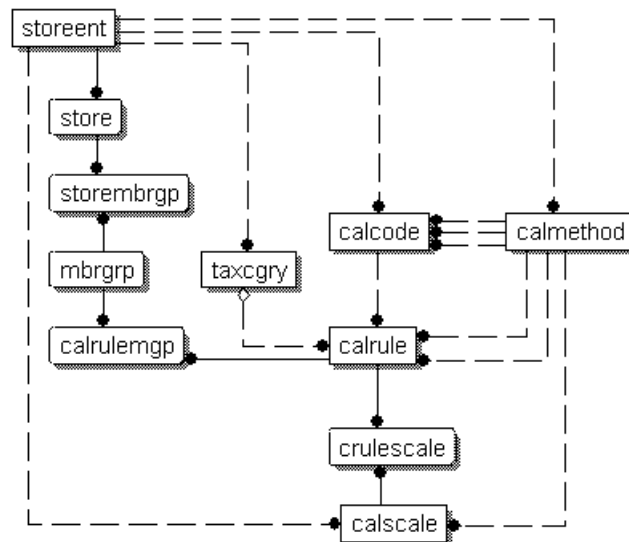 storeent
store
storembrgp
calcode
calmethod
mbrgrp
taxcgry
calrulemgp
calrule
crulescale
calscale